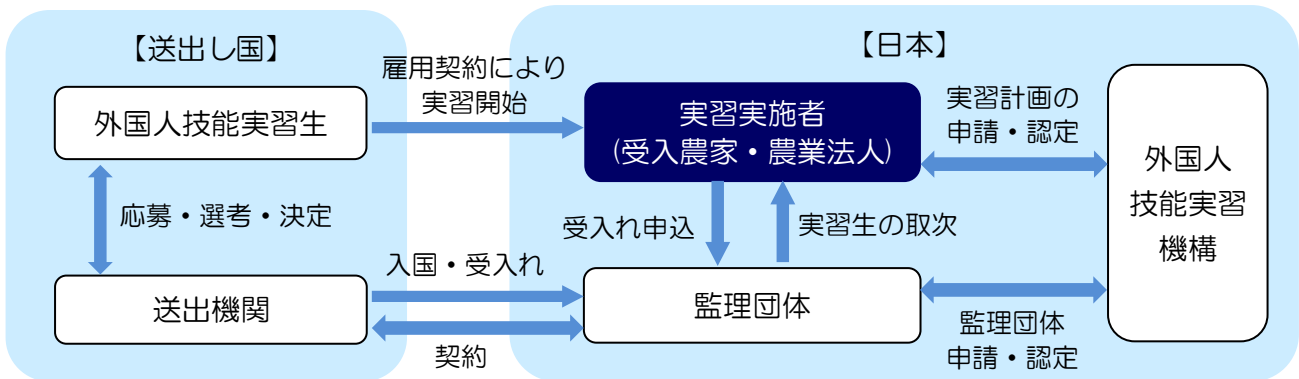 【送出し国】
外国人技能実習生
応募・選考・決定
送出機関
雇用契約により
実習開始
入国・受入れ
契約
【日本】
実習実施者
(受入農家・農業法人)
受入れ申込
実習生の取次
監理団体
実習計画の
申請・認定
監理団体
申請・認定
外国人
技能実習
機構